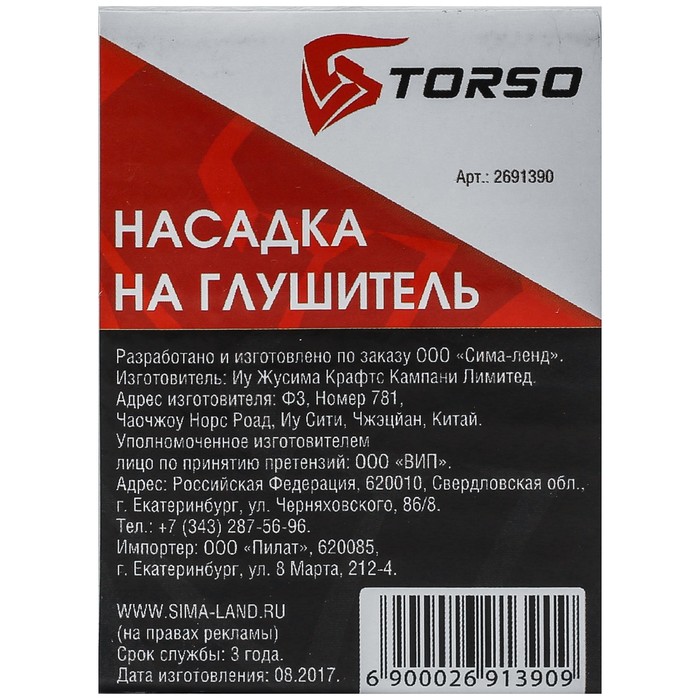 TORSO
Арт.: 2691390
НАСАДКА
НА ГЛУШИТЕЛЬ
Разработано и изготовлено по заказу ООО «Сима-ленд».
Изготовитель: Иу Жусима Крафтс Кампани Лимитед.
Адрес изготовителя: Ф3, Номер 781,
Чаочжоу Норс Роад, Иу Сити, Чжэцйан, Китай.
Уполномоченное изготовителем
лицо по принятию претензий: ООО «ВИП».
Адрес: Российская Федерация, 620010, Свердловская обл.,
г. Екатеринбург, ул. Черняховского, 86/8.
Тел.: +7 (343) 287-56-96.
Импортер: ООО «Пилат», 620085,
г. Екатеринбург, ул. 8 Марта, 212-4.
WWW.SIMA-LAND.RU
(на правах рекламы)
Срок службы: 3 года.
Дата изготовления: 08.2017.
6 900026 913909